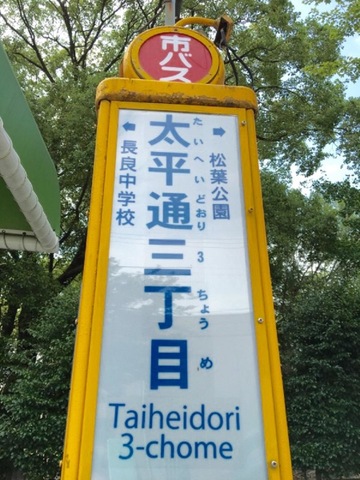 市バス
➡松葉公園
太平通三丁目
たいへいどおり 3 ちょう め
⬅長良中学校
Taiheidori
3-chome